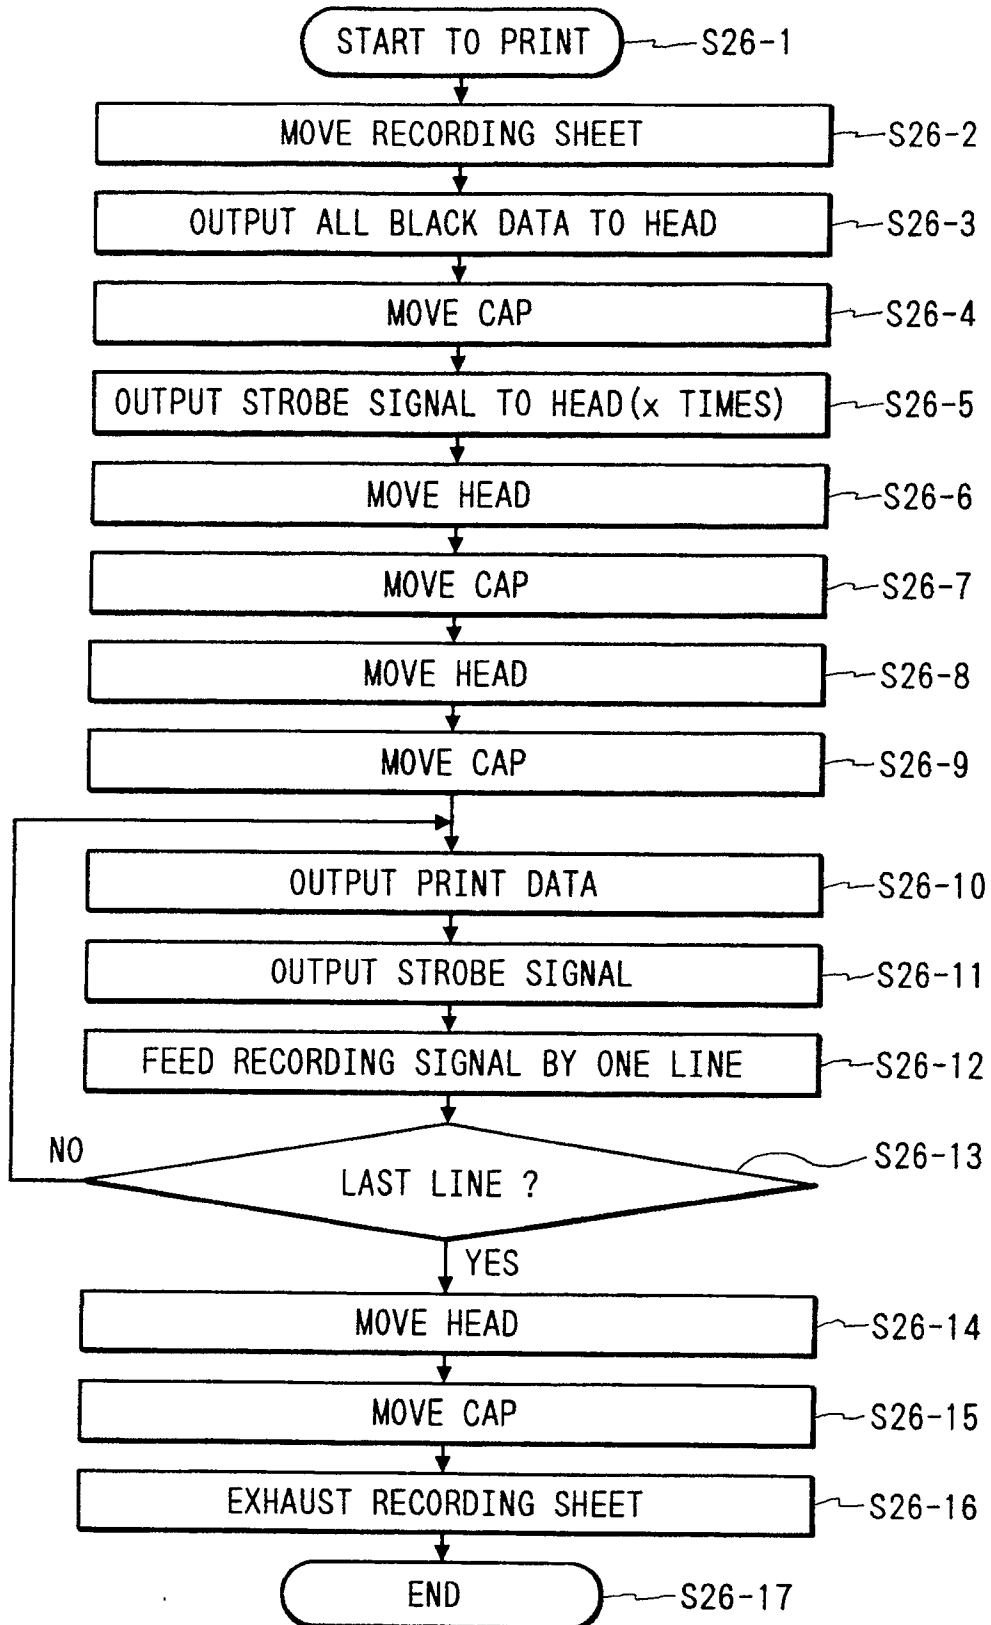 START TO PRINT S26-1
MOVE RECORDING SHEET S26-2
OUTPUT ALL BLACK DATA TO HEAD S26-3
MOVE CAP S26-4
OUTPUT STROBE SIGNAL TO HEAD(x TIMES) S26-5
MOVE HEAD S26-6
MOVE CAP S26-7
MOVE HEAD S26-8
MOVE CAP S26-9
OUTPUT PRINT DATA S26-10
OUTPUT STROBE SIGNAL S26-11
FEED RECORDING SIGNAL BY ONE LINE S26-12
NO
LAST LINE ? S26-13
YES
MOVE HEAD S26-14
MOVE CAP S26-15
EXHAUST RECORDING SHEET S26-16
END S26-17